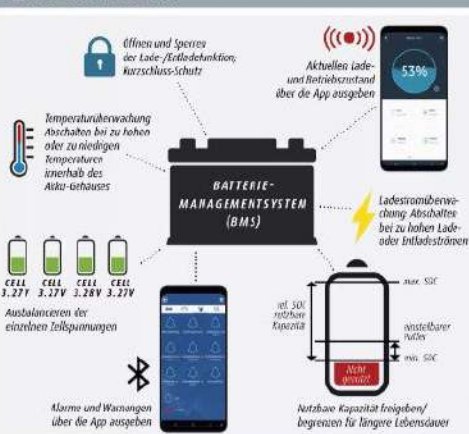 Öffnen und Sperren
der Lade-/Entladefunktion;
Kurzschluss-Schutz
Aktuellen Lade-
und Betriebszustand
über die App ausgeben
53%
Temperaturüberwachung
Abschalten bei zu hohen
oder zu niedrigen
Temperaturen
innerhalb des
Akku-Gehäuses
BATTERIE-
MANAGEMENTSYSTEM
(BMS)
Ladestromüberwa-
chung Abschalten
bei zu hohen Lade-
oder Entladeströmen
CELL CELL CELL CELL
3.27V 3.27V 3.28V 3.27V
Ausbalancieren der
einzelnen Zellspannungen
Alarme und Warnungen
über die App ausgeben
max. SOC
rel. SOC
nutzbare
Kapazität
einstellbarer
Puffer
min. SOC
Nicht
genutzt
Nutzbare Kapazität freigeben/
begrenzen für längere Lebensdauer